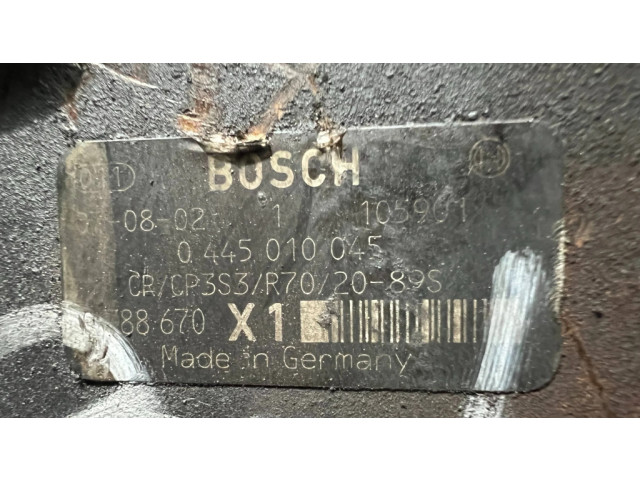 BOSCH
08-02 1 105901
0 445 010 045
CR/CP3S3/R70/20-89S
788 670 X1
Made in Germany